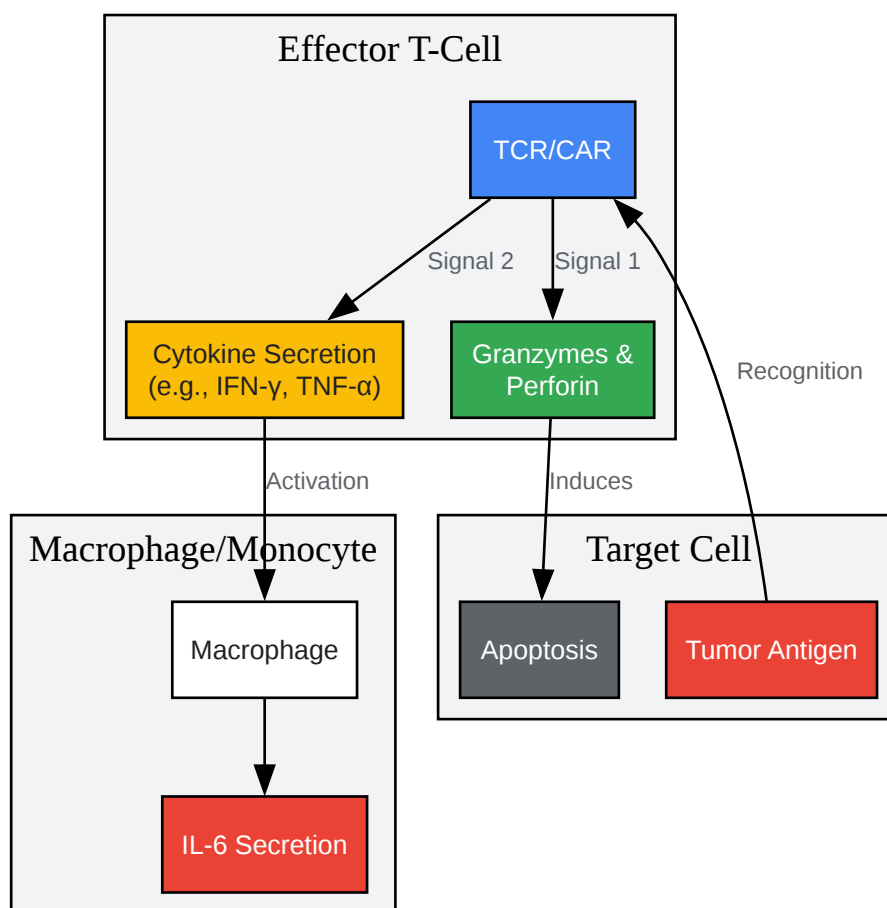 Effector T-Cell
TCR/CAR
Signal 2
Signal 1
Cytokine Secretion
(e.g., IFN-γ, TNF-α)
Granzymes &
Perforin
Recognition
Activation
Induces
Macrophage/Monocyte
Target Cell
Macrophage
Apoptosis
Tumor Antigen
IL-6 Secretion